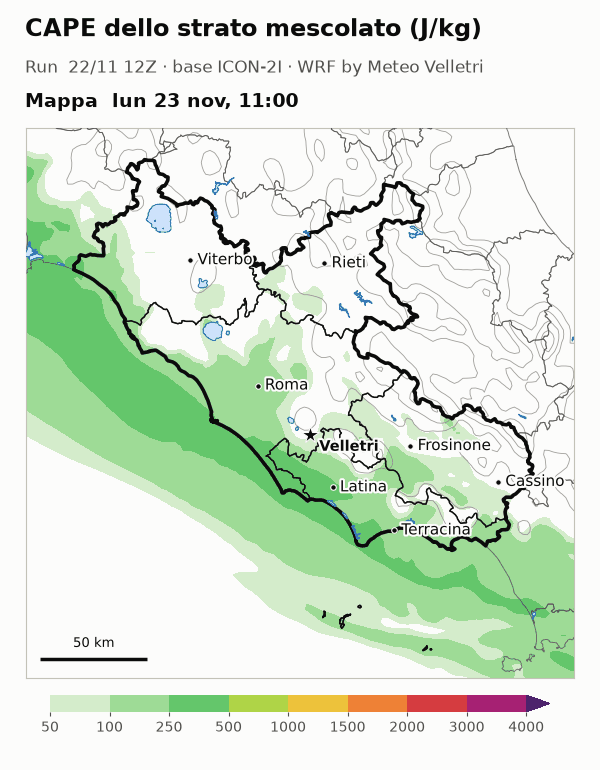 CAPE dello strato mescolato (J/kg)
Run  22/11 12Z · base ICON-2I · WRF by Meteo Velletri
Mappa  lun 23 nov, 11:00
Viterbo
Rieti
Roma
Velletri
Frosinone
Latina
Cassino
Terracina
50 km
50 100 250 500 1000 1500 2000 3000 4000